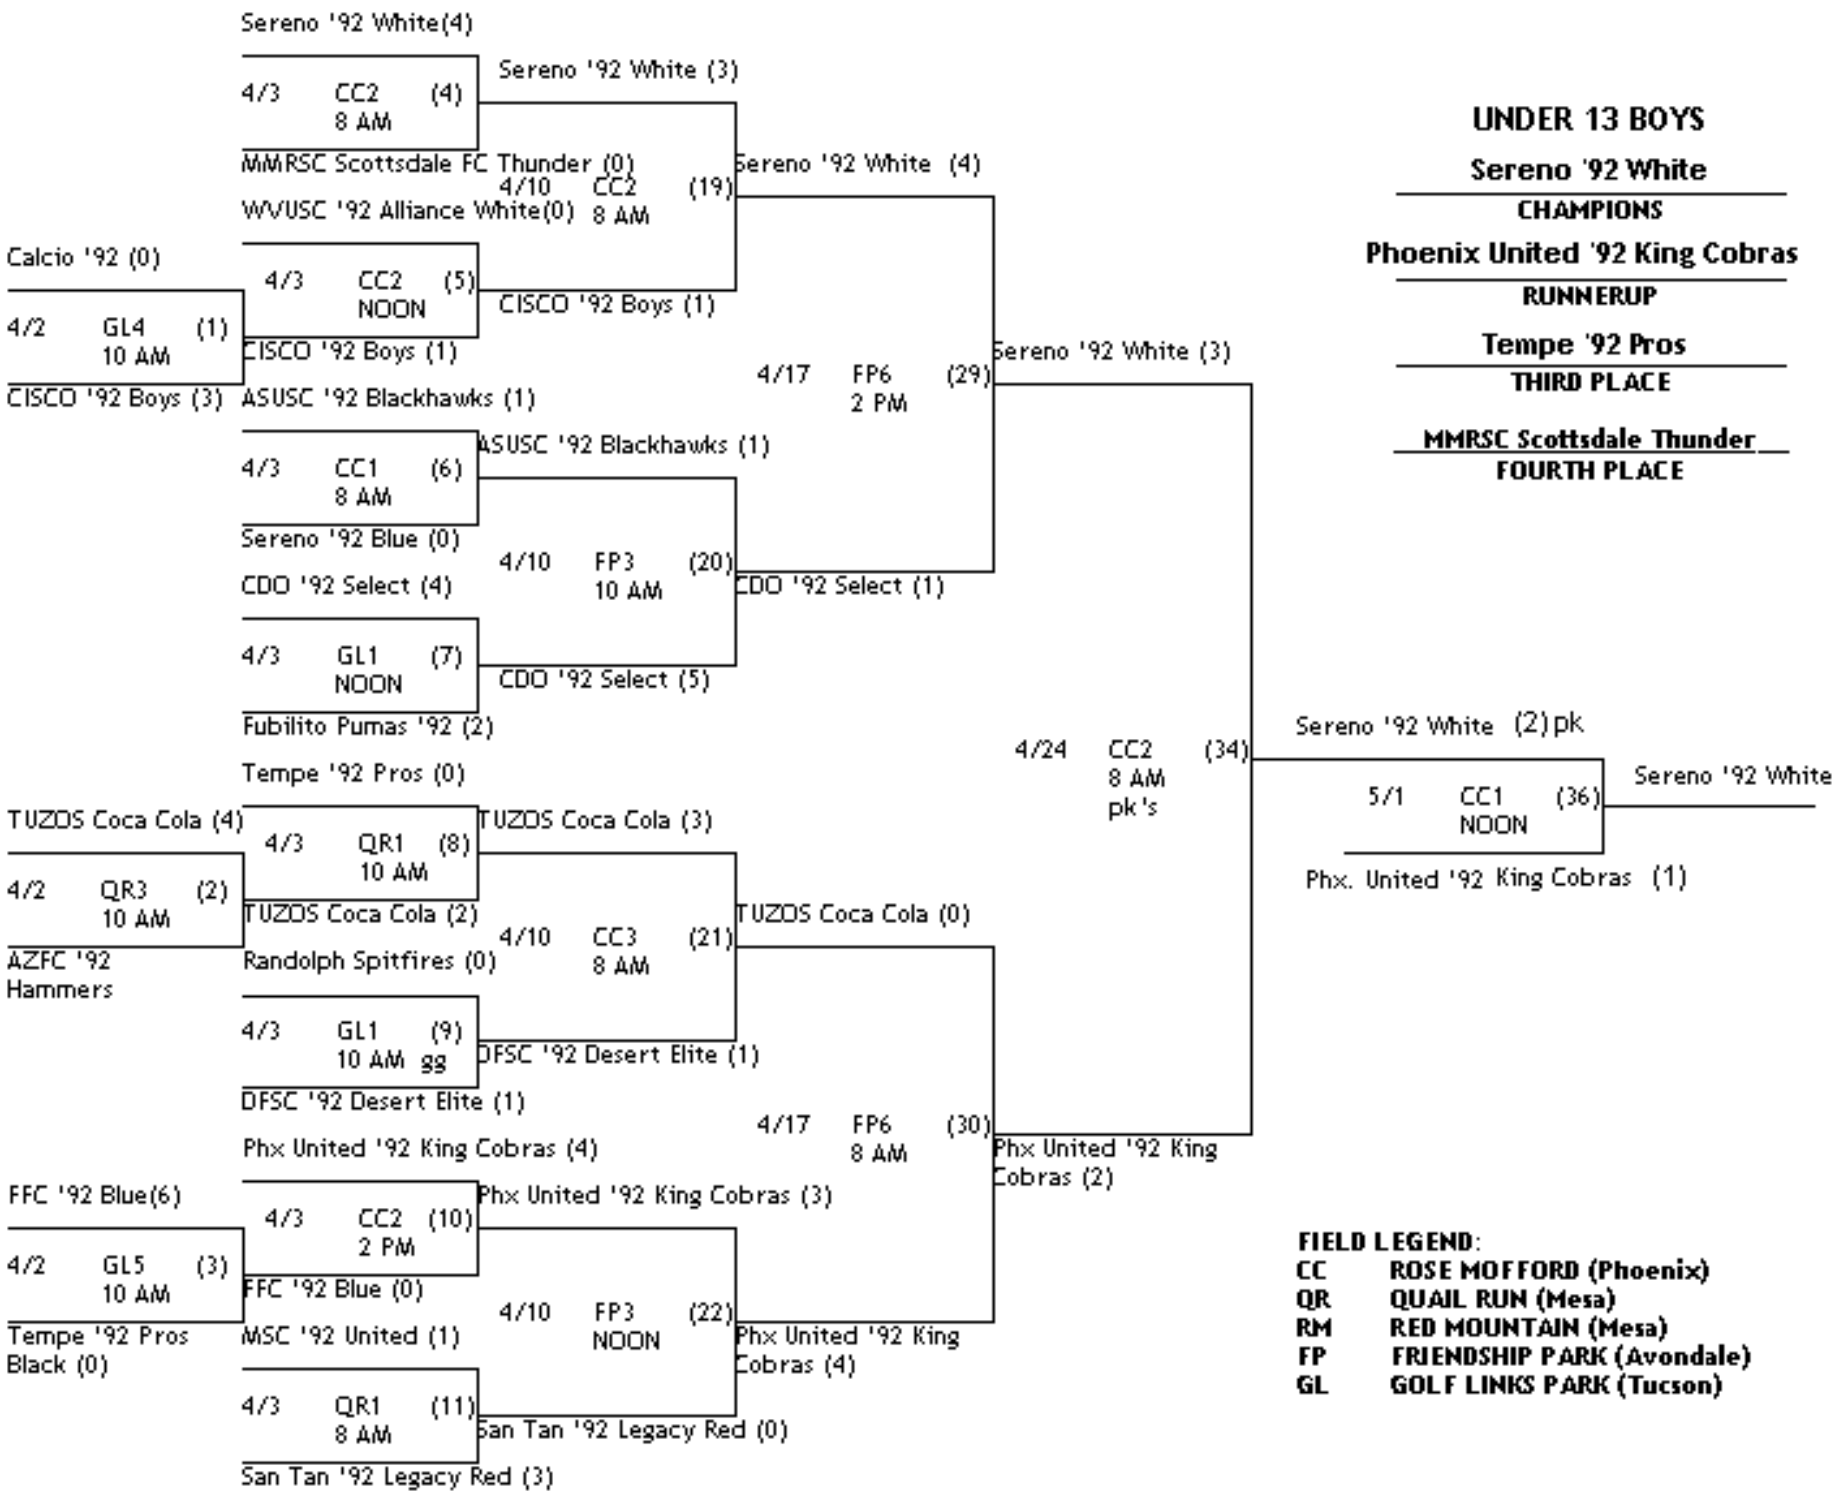 Sereno '92 White(4)
4/3 CC2 (4)
8 AM
MMRSC Scottsdale FC Thunder (0)
WVUSC '92 Alliance White(0)
Calcio '92 (0)
4/2 GL4 (1)
10 AM
CISCO '92 Boys (3)
4/3 CC2 (5)
NOON
CISCO '92 Boys (1)
ASUSC '92 Blackhawks (1)
4/3 CC1 (6)
8 AM
Sereno '92 Blue (0)
CDO '92 Select (4)
4/3 GL1 (7)
NOON
Fubilito Pumas '92 (2)
Tempe '92 Pros (0)
TUZOS Coca Cola (4)
4/2 QR3 (2)
10 AM
AZFC '92
Hammers
4/3 QR1 (8)
10 AM
TUZOS Coca Cola (2)
Randolph Spitfires (0)
4/3 GL1 (9)
10 AM gg
DFSC '92 Desert Elite (1)
Phx United '92 King Cobras (4)
FFC '92 Blue(6)
4/2 GL5 (3)
10 AM
Tempe '92 Pros
Black (0)
4/3 CC2 (10)
2 PM
FFC '92 Blue (0)
MSC '92 United (1)
4/3 QR1 (11)
8 AM
San Tan '92 Legacy Red (3)
Sereno '92 White (3)
4/10 CC2 (19)
8 AM
CISCO '92 Boys (1)
ASUSC '92 Blackhawks (1)
4/10 FP3 (20)
10 AM
CDO '92 Select (5)
TUZOS Coca Cola (3)
4/10 CC3 (21)
8 AM
DFSC '92 Desert Elite (1)
Phx United '92 King Cobras (3)
4/10 FP3 (22)
NOON
San Tan '92 Legacy Red (0)
Sereno '92 White (4)
4/17 FP6 (29)
2 PM
CDO '92 Select (1)
TUZOS Coca Cola (0)
4/17 FP6 (30)
8 AM
Phx United '92 King
Cobras (4)
Sereno '92 White (3)
4/24 CC2 (34)
8 AM
pk's
Phx United '92 King
Cobras (2)
Sereno '92 White (2)pk
5/1 CC1 (36)
NOON
Phx. United '92 King Cobras (1)
Sereno '92 White
UNDER 13 BOYS
Sereno '92 White
CHAMPIONS
Phoenix United '92 King Cobras
RUNNERUP
Tempe '92 Pros
THIRD PLACE
MMRSC Scottsdale Thunder
FOURTH PLACE
FIELD LEGEND:
CC ROSE MOFFORD (Phoenix)
QR QUAIL RUN (Mesa)
RM RED MOUNTAIN (Mesa)
FP FRIENDSHIP PARK (Avondale)
GL GOLF LINKS PARK (Tucson)